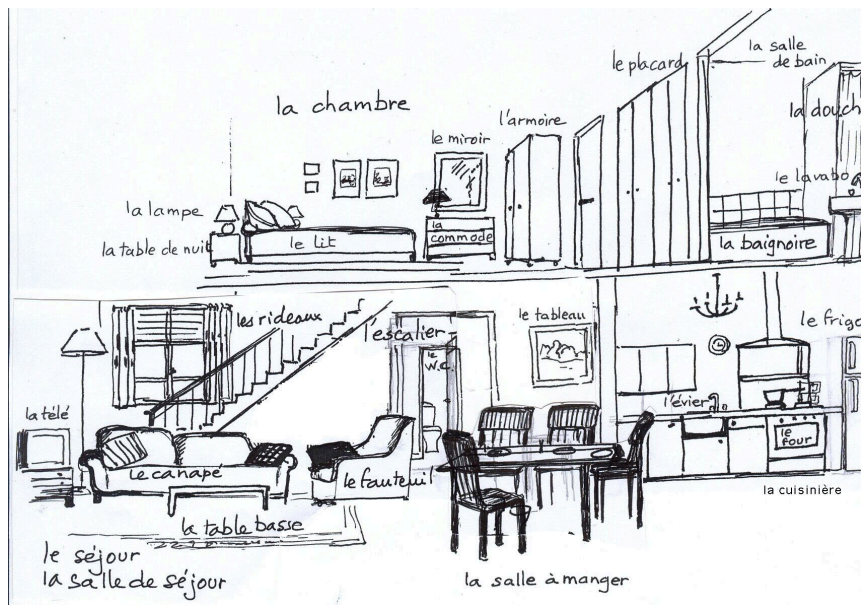 la salle
de bain
le placard
la chambre
l'armoire
la douch
le miroir
le lavabo
la lampe
la table de nuit
le lit
la
commode
la baignoire
les rideaux
l'escalier
le tableau
le frigo
le
W.C.
la télé
l'évier
le
four
le canapé
le fauteuil
la cuisinière
la table basse
le séjour
la salle de séjour
la salle à manger